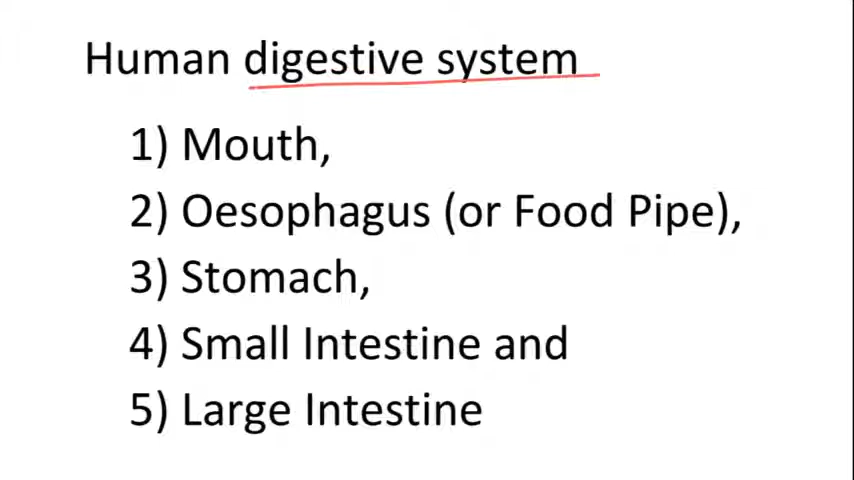 Human digestive system
1) Mouth,
2) Oesophagus (or Food Pipe),
3) Stomach,
4) Small Intestine and
5) Large Intestine